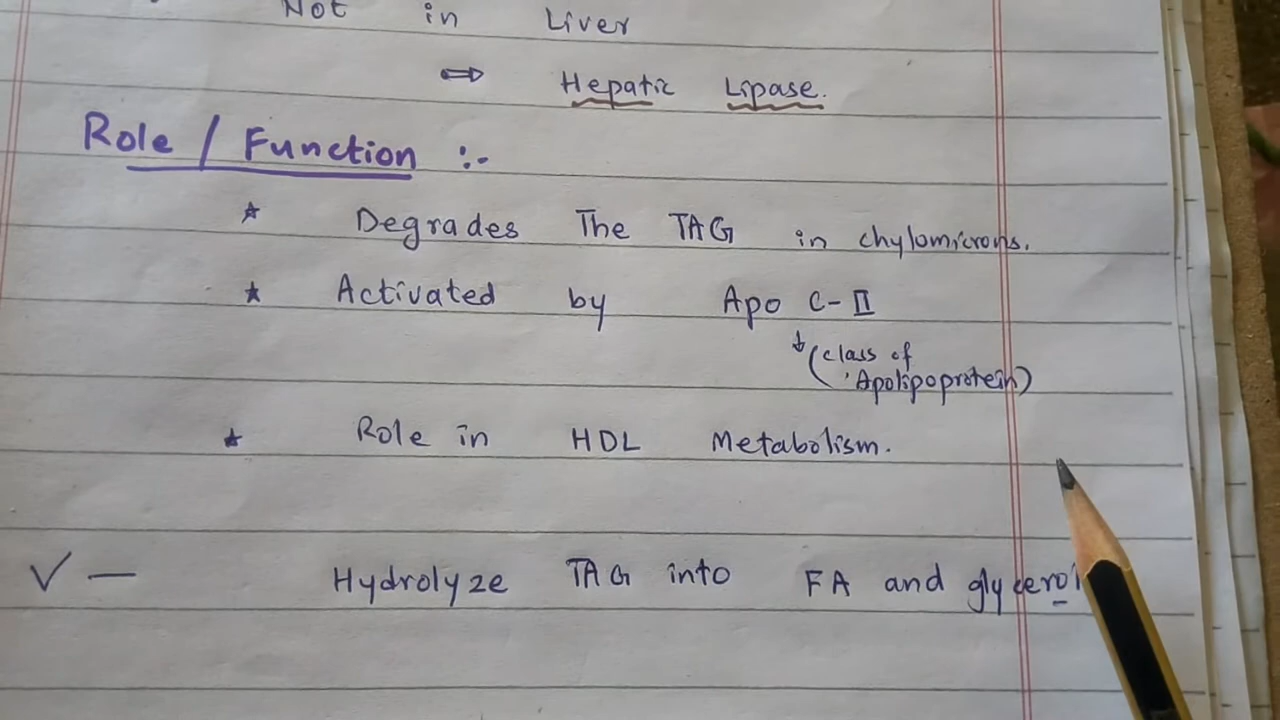 Not in Liver
⇒ Hepatic Lipase.
Role / Function :-
★ Degrades The TAG in chylomicrons.
★ Activated by Apo C-II
↓ (class of
Apolipoprotein)
★ Role in HDL Metabolism.
✓ — Hydrolyze TAG into FA and glycerol